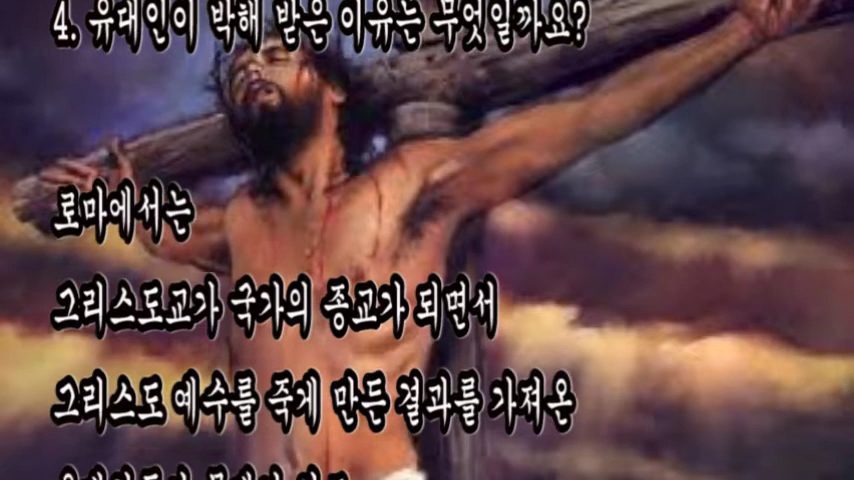 4. 유대인이 박해 받은 이유는 무엇일까요?
로마에서는
그리스도교가 국가의 종교가 되면서
그리스도 예수를 죽게 만든 결과를 가져온